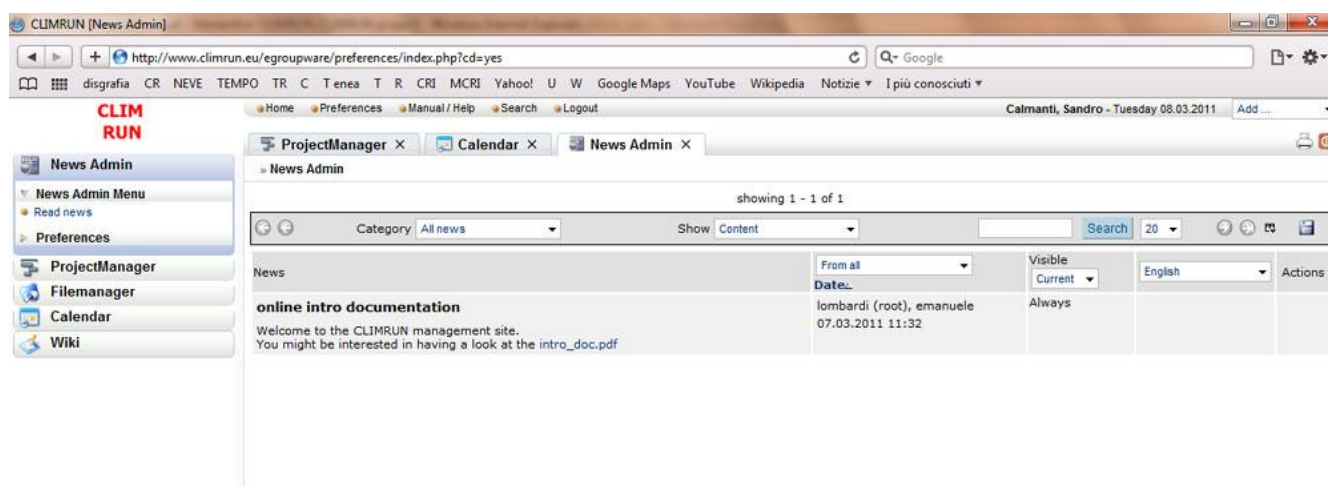 CLIMRUN [News Admin]
http://www.climrun.eu/egroupware/preferences/index.php?cd=yes
Google
disgrafia CR NEVE TEMPO TR C T enea T R CRI MCRI Yahoo! U W Google Maps YouTube Wikipedia Notizie I più conosciuti
CLIM
RUN
Home Preferences Manual / Help Search Logout
Calmanti, Sandro - Tuesday 08.03.2011 Add ...
ProjectManager Calendar News Admin
News Admin
» News Admin
News Admin Menu
Read news
Preferences
ProjectManager
Filemanager
Calendar
Wiki
showing 1 - 1 of 1
Category All news Show Content Search 20
News From all Date Visible Current English Actions
online intro documentation
Welcome to the CLIMRUN management site.
You might be interested in having a look at the intro_doc.pdf
lombardi (root), emanuele
07.03.2011 11:32
Always